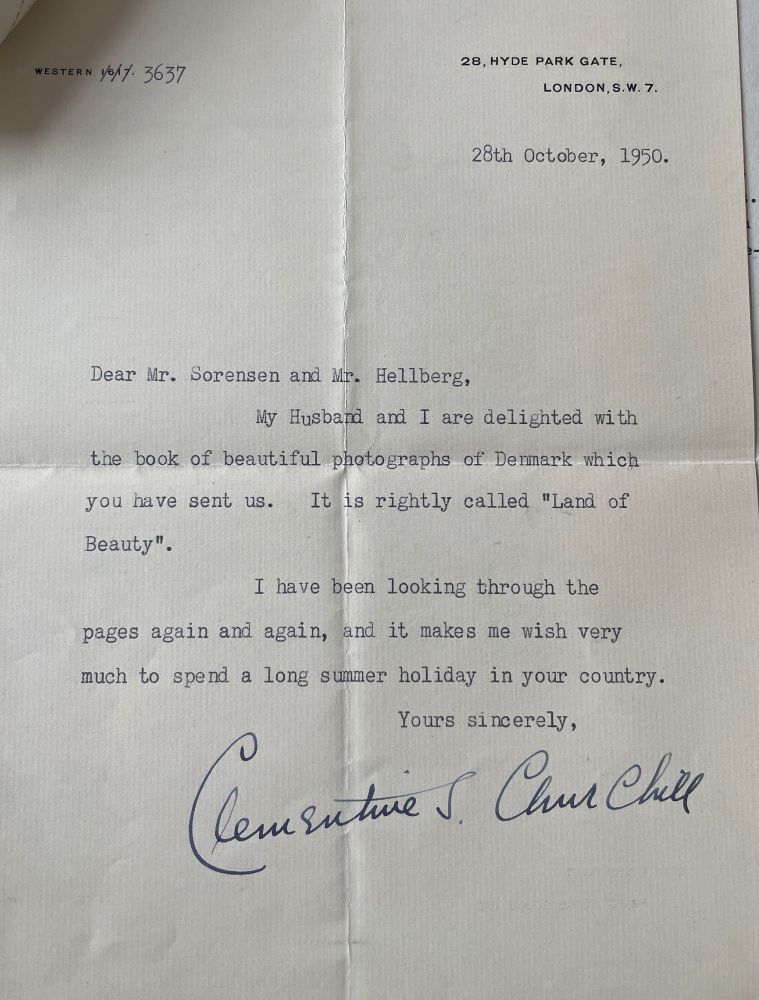 WESTERN 1617. 3637
28, HYDE PARK GATE,
LONDON, S.W. 7.
28th October, 1950.
Dear Mr. Sorensen and Mr. Hellberg,
My Husband and I are delighted with
the book of beautiful photographs of Denmark which
you have sent us. It is rightly called "Land of
Beauty".
I have been looking through the
pages again and again, and it makes me wish very
much to spend a long summer holiday in your country.
Yours sincerely,
Clementine S. Churchill